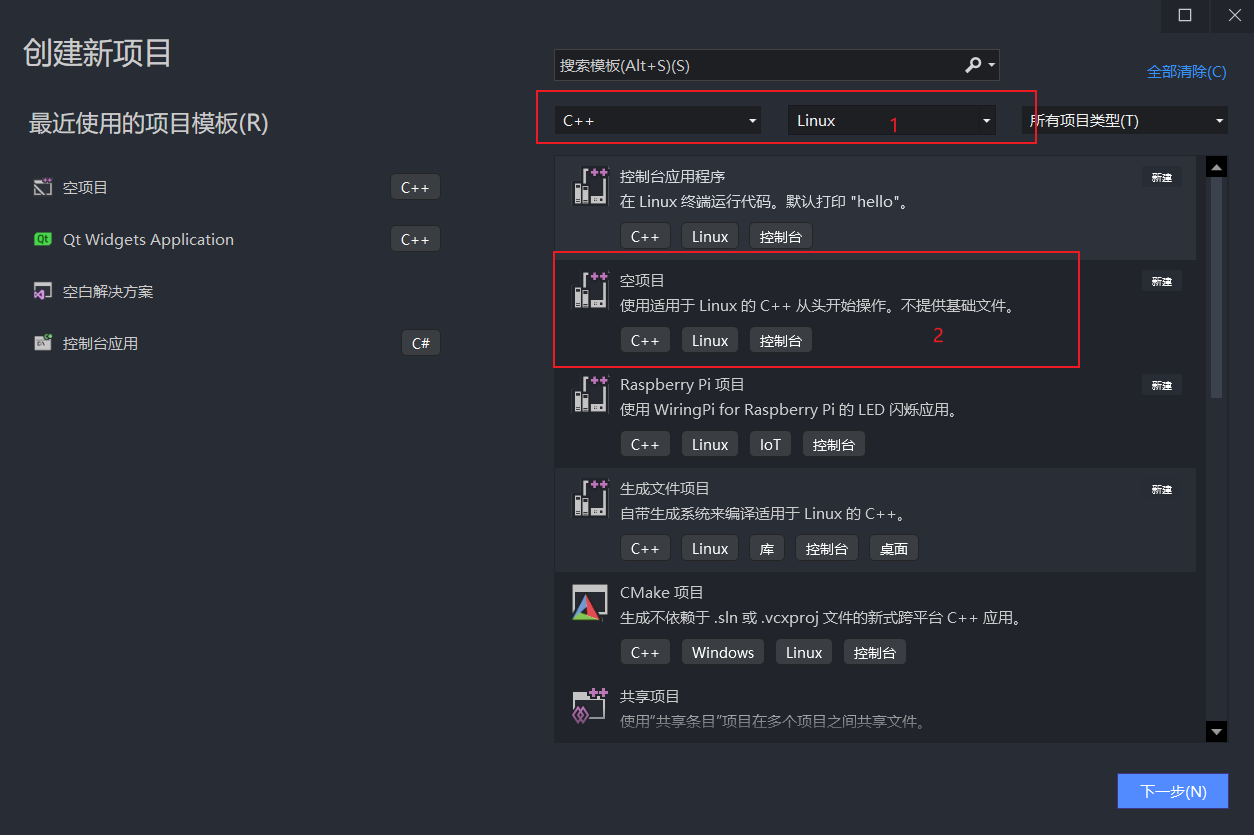 创建新项目
搜索模板(Alt+S)(S)
全部清除(C)
最近使用的项目模板(R)
C++
Linux
1
所有项目类型(T)
空项目
C++
Qt
Qt Widgets Application
C++
空白解决方案
控制台应用
C#
控制台应用程序
新建
在 Linux 终端运行代码。默认打印 "hello"。
C++
Linux
控制台
空项目
新建
使用适用于 Linux 的 C++ 从头开始操作。不提供基础文件。
2
C++
Linux
控制台
Raspberry Pi 项目
新建
使用 WiringPi for Raspberry Pi 的 LED 闪烁应用。
C++
Linux
IoT
控制台
生成文件项目
新建
自带生成系统来编译适用于 Linux 的 C++。
C++
Linux
库
控制台
桌面
CMake 项目
生成不依赖于 .sln 或 .vcxproj 文件的新式跨平台 C++ 应用。
C++
Windows
Linux
控制台
共享项目
使用“共享条目”项目在多个项目之间共享文件。
下一步(N)